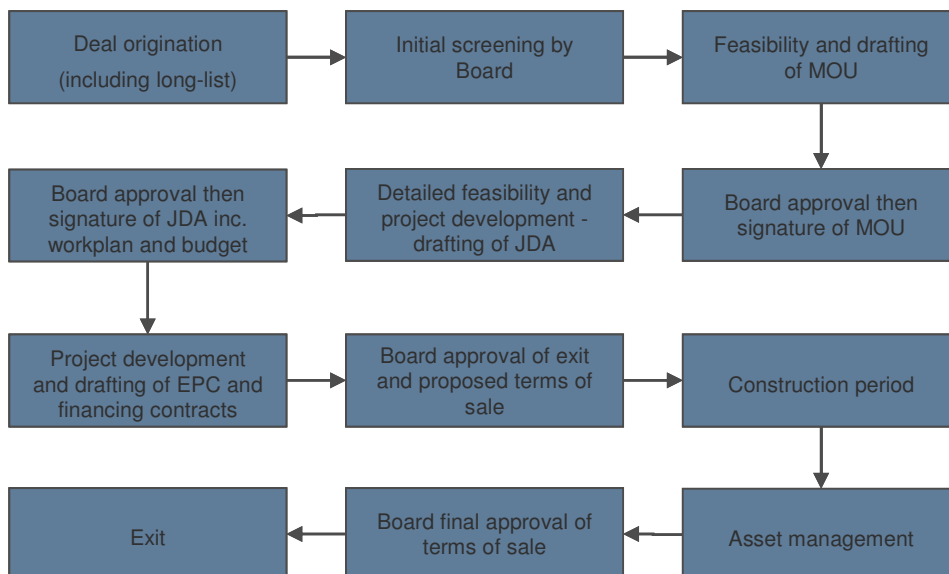 Deal origination
(including long-list)
Initial screening by
Board
Feasibility and drafting
of MOU
Board approval then
signature of MOU
Detailed feasibility and
project development -
drafting of JDA
Board approval then
signature of JDA inc.
workplan and budget
Project development
and drafting of EPC and
financing contracts
Board approval of exit
and proposed terms of
sale
Construction period
Asset management
Board final approval of
terms of sale
Exit